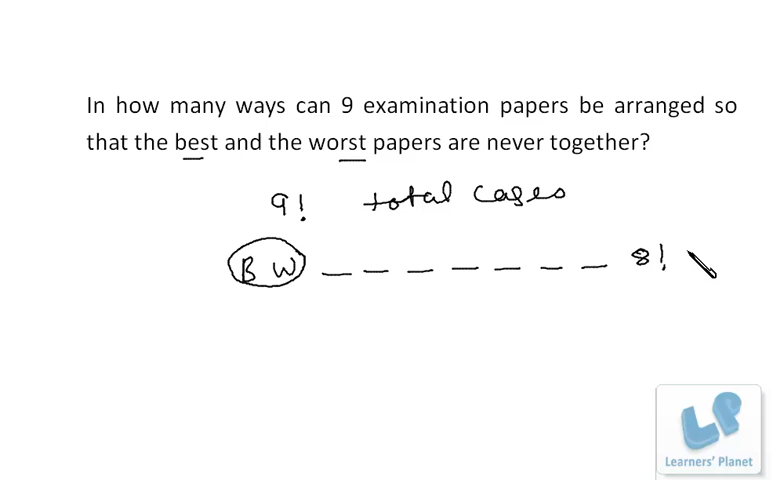 In how many ways can 9 examination papers be arranged so
that the best and the worst papers are never together?
9! total cases
B W _ _ _ _ _ _ _ 8!
LP
Learners' Planet